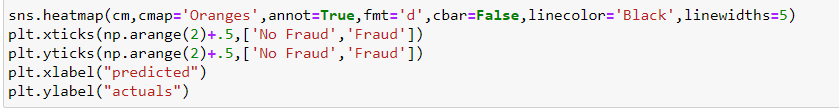 sns.heatmap(cm,cmap='Oranges',annot=True,fmt='d',cbar=False,linecolor='Black',linewidths=5)
plt.xticks(np.arange(2)+.5,['No Fraud','Fraud'])
plt.yticks(np.arange(2)+.5,['No Fraud','Fraud'])
plt.xlabel("predicted")
plt.ylabel("actuals")